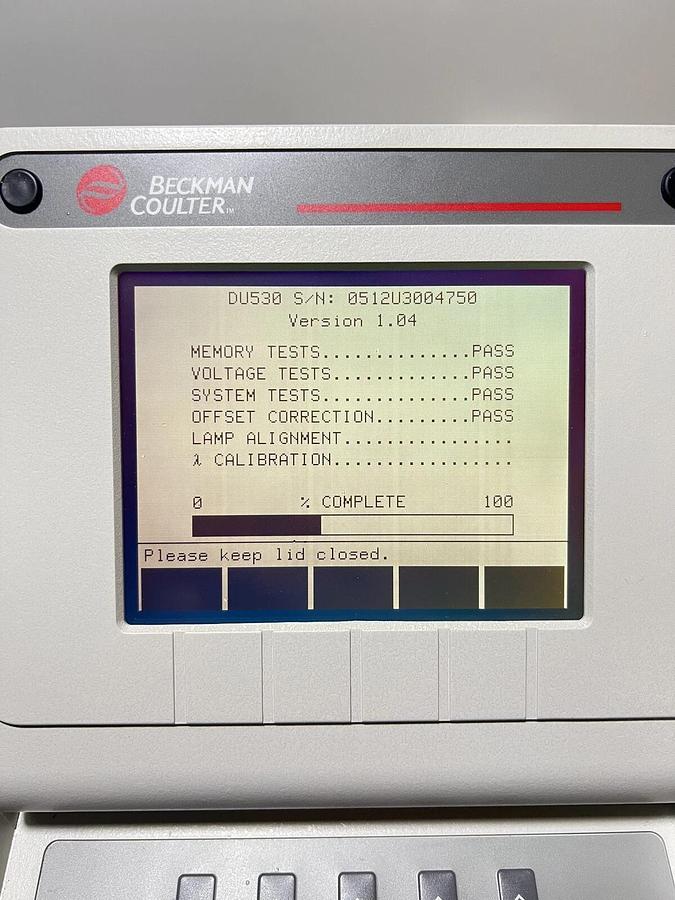 BECKMAN
COULTER™
DU530 S/N: 0512U3004750
Version 1.04
MEMORY TESTS..............PASS
VOLTAGE TESTS.............PASS
SYSTEM TESTS..............PASS
OFFSET CORRECTION.........PASS
LAMP ALIGNMENT................
λ CALIBRATION.................
0 % COMPLETE 100
Please keep lid closed.